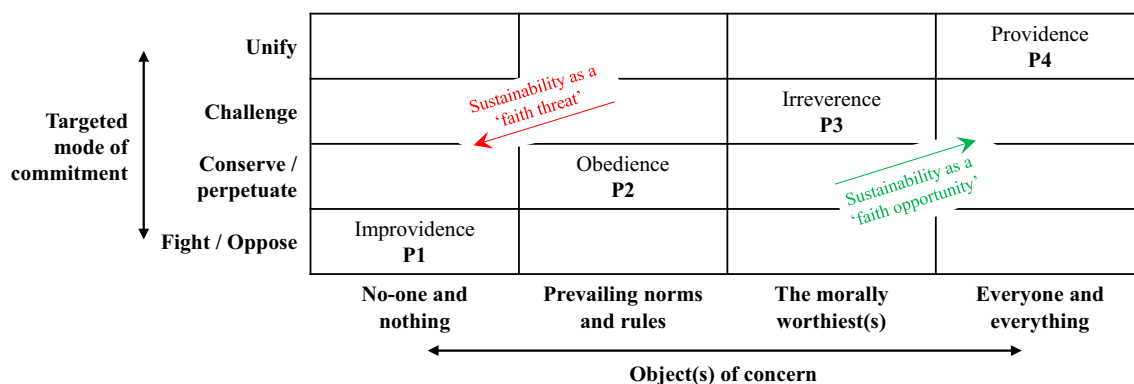 Unify
Providence
P4
Sustainability as a
‘faith threat’
Challenge
Irreverence
P3
Targeted
mode of
commitment
Conserve /
perpetuate
Obedience
P2
Sustainability as a
‘faith opportunity’
Fight / Oppose
Improvidence
P1
No-one and
nothing
Prevailing norms
and rules
The morally
worthiest(s)
Everyone and
everything
Object(s) of concern